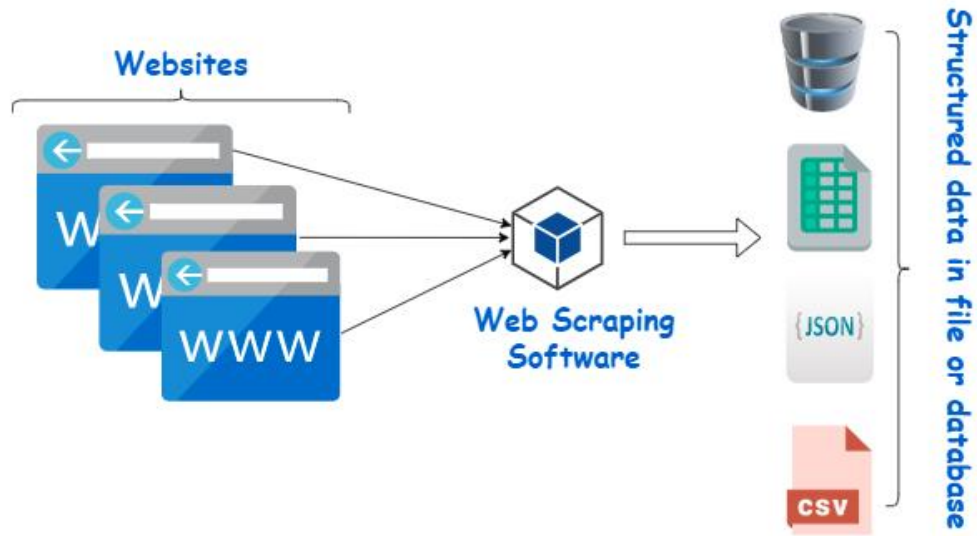 Websites
W
W
WWW
Web Scraping
Software
{JSON}
CSV
Structured data in file or database